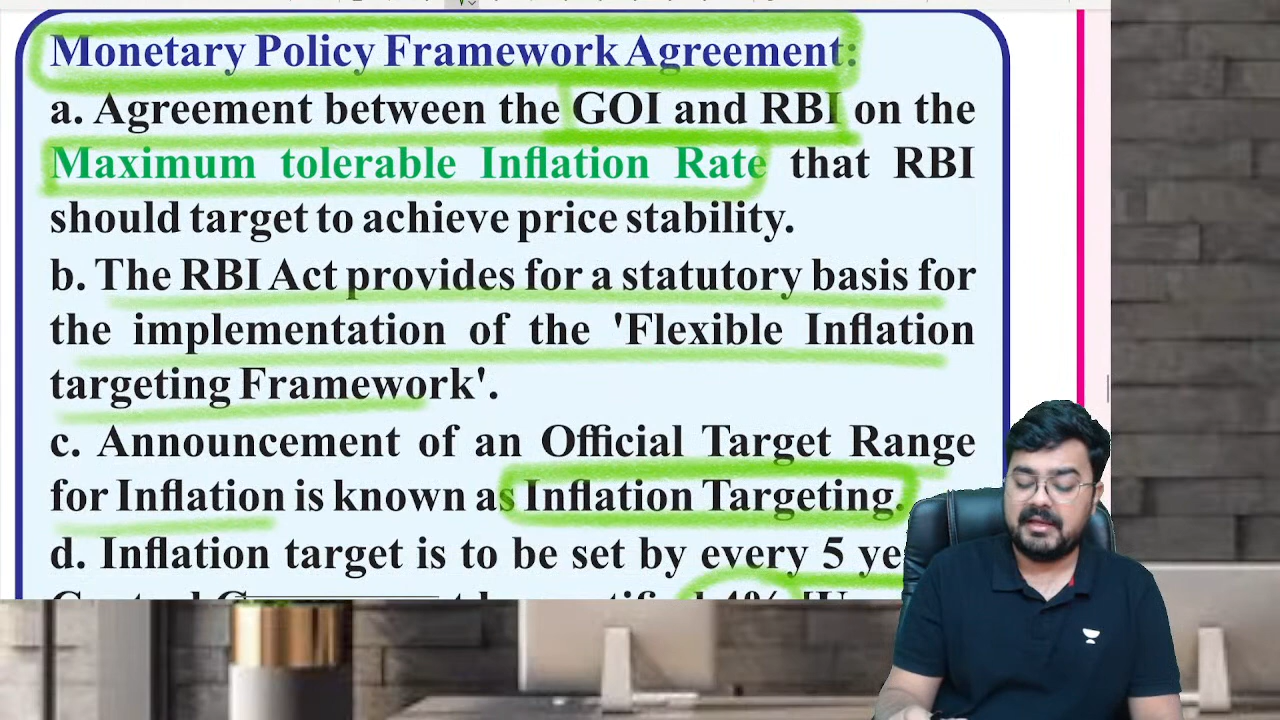 Monetary Policy Framework Agreement:
a. Agreement between the GOI and RBI on the
Maximum tolerable Inflation Rate that RBI
should target to achieve price stability.
b. The RBI Act provides for a statutory basis for
the implementation of the 'Flexible Inflation
targeting Framework'.
c. Announcement of an Official Target Range
for Inflation is known as Inflation Targeting.
d. Inflation target is to be set by every 5 ye